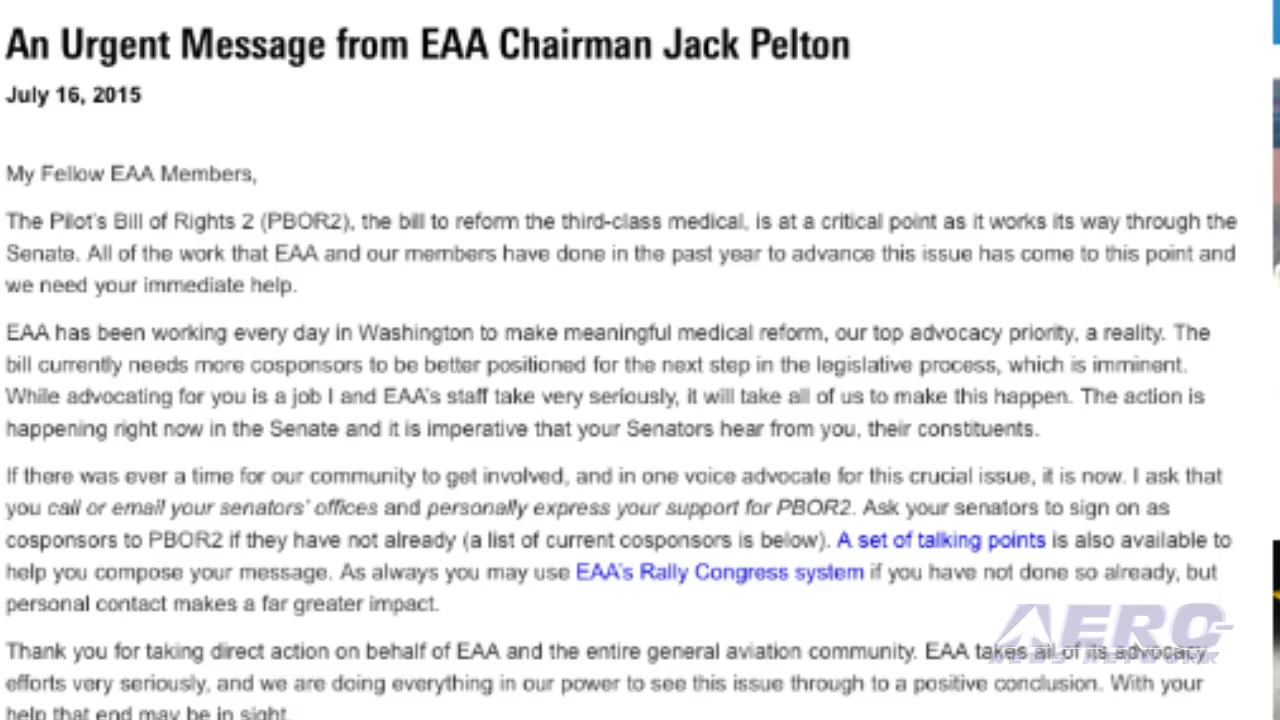 An Urgent Message from EAA Chairman Jack Pelton
July 16, 2015
My Fellow EAA Members,
The Pilot's Bill of Rights 2 (PBOR2), the bill to reform the third-class medical, is at a critical point as it works its way through the
Senate. All of the work that EAA and our members have done in the past year to advance this issue has come to this point and
we need your immediate help.
EAA has been working every day in Washington to make meaningful medical reform, our top advocacy priority, a reality. The
bill currently needs more cosponsors to be better positioned for the next step in the legislative process, which is imminent.
While advocating for you is a job I and EAA's staff take very seriously, it will take all of us to make this happen. The action is
happening right now in the Senate and it is imperative that your Senators hear from you, their constituents.
If there was ever a time for our community to get involved, and in one voice advocate for this crucial issue, it is now. I ask that
you call or email your senators' offices and personally express your support for PBOR2. Ask your senators to sign on as
cosponsors to PBOR2 if they have not already (a list of current cosponsors is below). A set of talking points is also available to
help you compose your message. As always you may use EAA's Rally Congress system if you have not done so already, but
personal contact makes a far greater impact.
Thank you for taking direct action on behalf of EAA and the entire general aviation community. EAA takes all of its advocacy
efforts very seriously, and we are doing everything in our power to see this issue through to a positive conclusion. With your
help that end may be in sight.
AERO
NEWS NETWORK